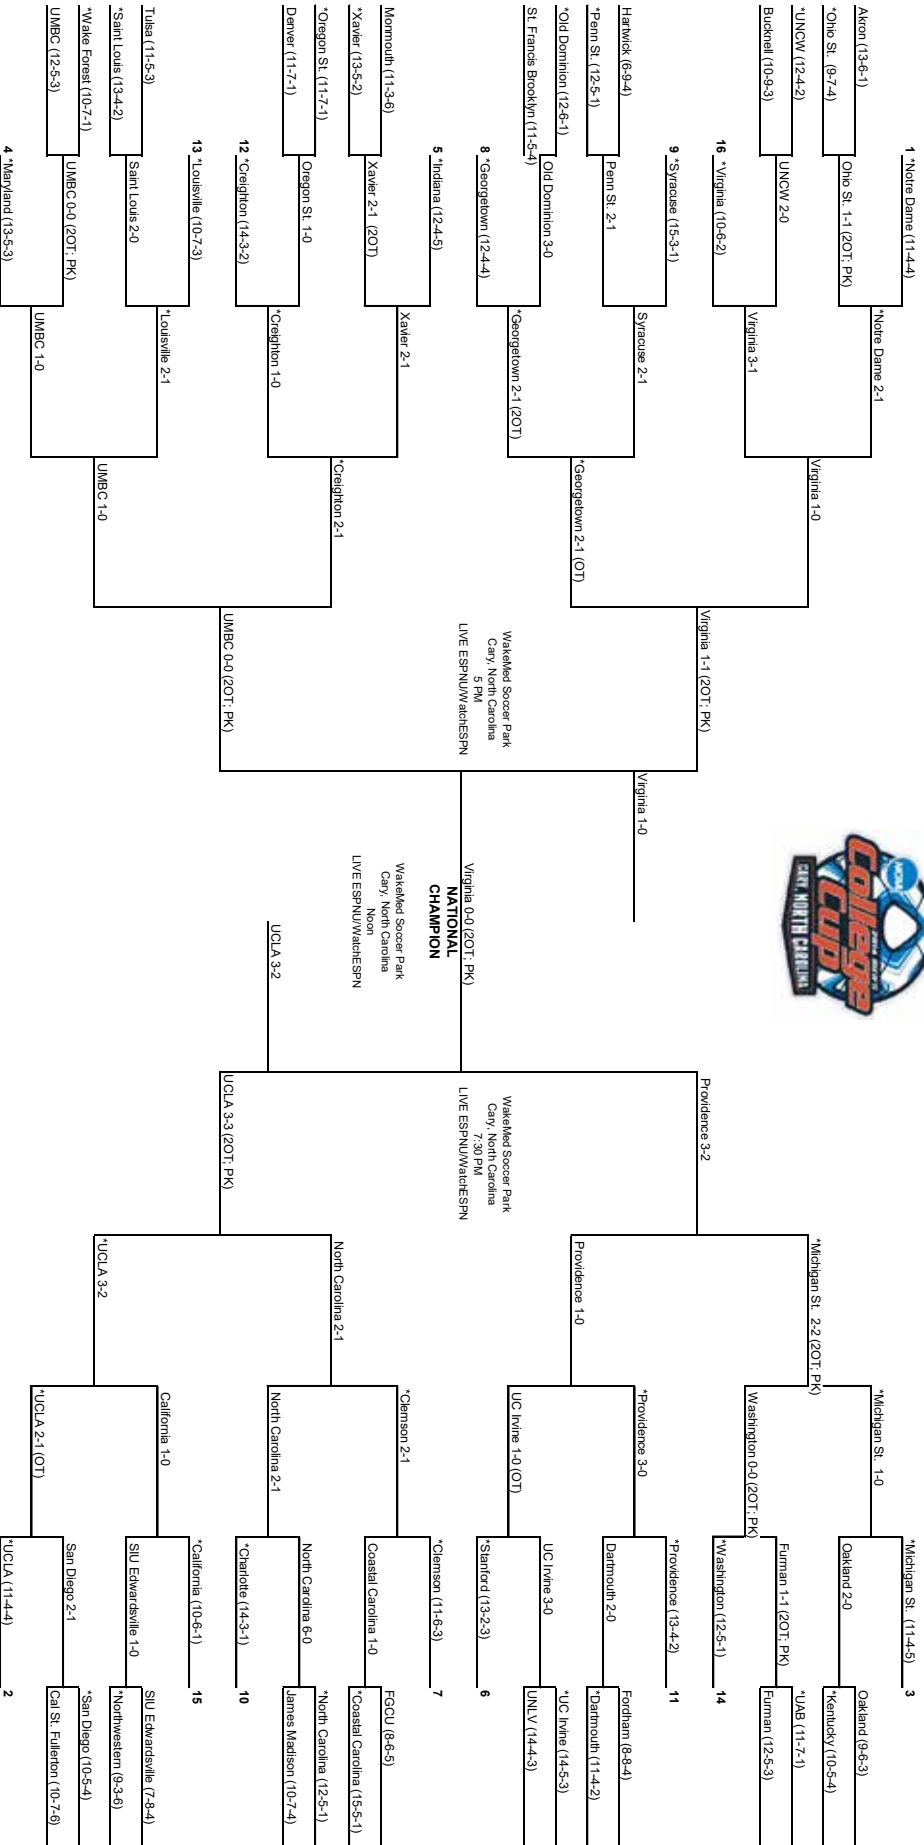 Akron (13-6-1)
*Ohio St. (9-7-4)
*UNCW (12-4-2)
Bucknell (10-9-3)
Hartwick (6-9-4)
*Penn St. (12-5-1)
*Old Dominion (12-6-1)
St. Francis Brooklyn (11-5-4)
Monmouth (11-3-6)
*Xavier (13-5-2)
*Oregon St. (11-7-1)
Denver (11-7-1)
Tulsa (11-5-3)
*Saint Louis (13-4-2)
*Wake Forest (10-7-1)
UMBC (12-5-3)
1 *Notre Dame (11-4-4)
Ohio St. 1-1 (2OT; PK)
UNCW 2-0
16 *Virginia (10-6-2)
9 *Syracuse (15-3-1)
Penn St. 2-1
Old Dominion 3-0
8 *Georgetown (12-4-4)
5 *Indiana (12-4-5)
Xavier 2-1 (2OT)
Oregon St. 1-0
12 *Creighton (14-3-2)
13 *Louisville (10-7-3)
Saint Louis 2-0
UMBC 0-0 (2OT; PK)
4 *Maryland (13-5-3)
*Notre Dame 2-1
Virginia 3-1
Syracuse 2-1
*Georgetown 2-1 (2OT)
Xavier 2-1
*Creighton 1-0
*Louisville 2-1
UMBC 1-0
Virginia 1-0
*Georgetown 2-1 (OT)
*Creighton 2-1
UMBC 1-0
Virginia 1-1 (2OT; PK)
WakeMed Soccer Park
Cary, North Carolina
5 PM
LIVE ESPNU/WatchESPN
UMBC 0-0 (2OT; PK)
NCAA
College
Cup
CARY, NORTH CAROLINA
Virginia 1-0
Virginia 0-0 (2OT; PK)
NATIONAL
CHAMPION
WakeMed Soccer Park
Cary, North Carolina
Noon
LIVE ESPNU/WatchESPN
UCLA 3-2
Providence 3-2
WakeMed Soccer Park
Cary, North Carolina
7:30 PM
LIVE ESPNU/WatchESPN
UCLA 3-3 (2OT; PK)
*Michigan St. 2-2 (2OT; PK)
Providence 1-0
North Carolina 2-1
*UCLA 3-2
*Michigan St. 1-0
Washington 0-0 (2OT; PK)
*Providence 3-0
UC Irvine 1-0 (OT)
*Clemson 2-1
North Carolina 2-1
California 1-0
*UCLA 2-1 (OT)
*Michigan St. (11-4-5) 3
Oakland 2-0
Furman 1-1 (2OT; PK)
*Washington (12-5-1) 14
*Providence (13-4-2) 11
Dartmouth 2-0
UC Irvine 3-0
*Stanford (13-2-3) 6
*Clemson (11-6-3) 7
Coastal Carolina 1-0
North Carolina 6-0
*Charlotte (14-3-1) 10
*California (10-6-1) 15
SIU Edwardsville 1-0
San Diego 2-1
*UCLA (11-4-4) 2
Oakland (9-6-3)
*Kentucky (10-5-4)
*UAB (11-7-1)
Furman (12-5-3)
Fordham (8-8-4)
*Dartmouth (11-4-2)
*UC Irvine (14-5-3)
UNLV (14-4-3)
FGCU (8-6-5)
*Coastal Carolina (15-5-1)
*North Carolina (12-5-1)
James Madison (10-7-4)
SIU Edwardsville (7-8-4)
*Northwestern (9-3-6)
*San Diego (10-5-4)
Cal St. Fullerton (10-7-6)